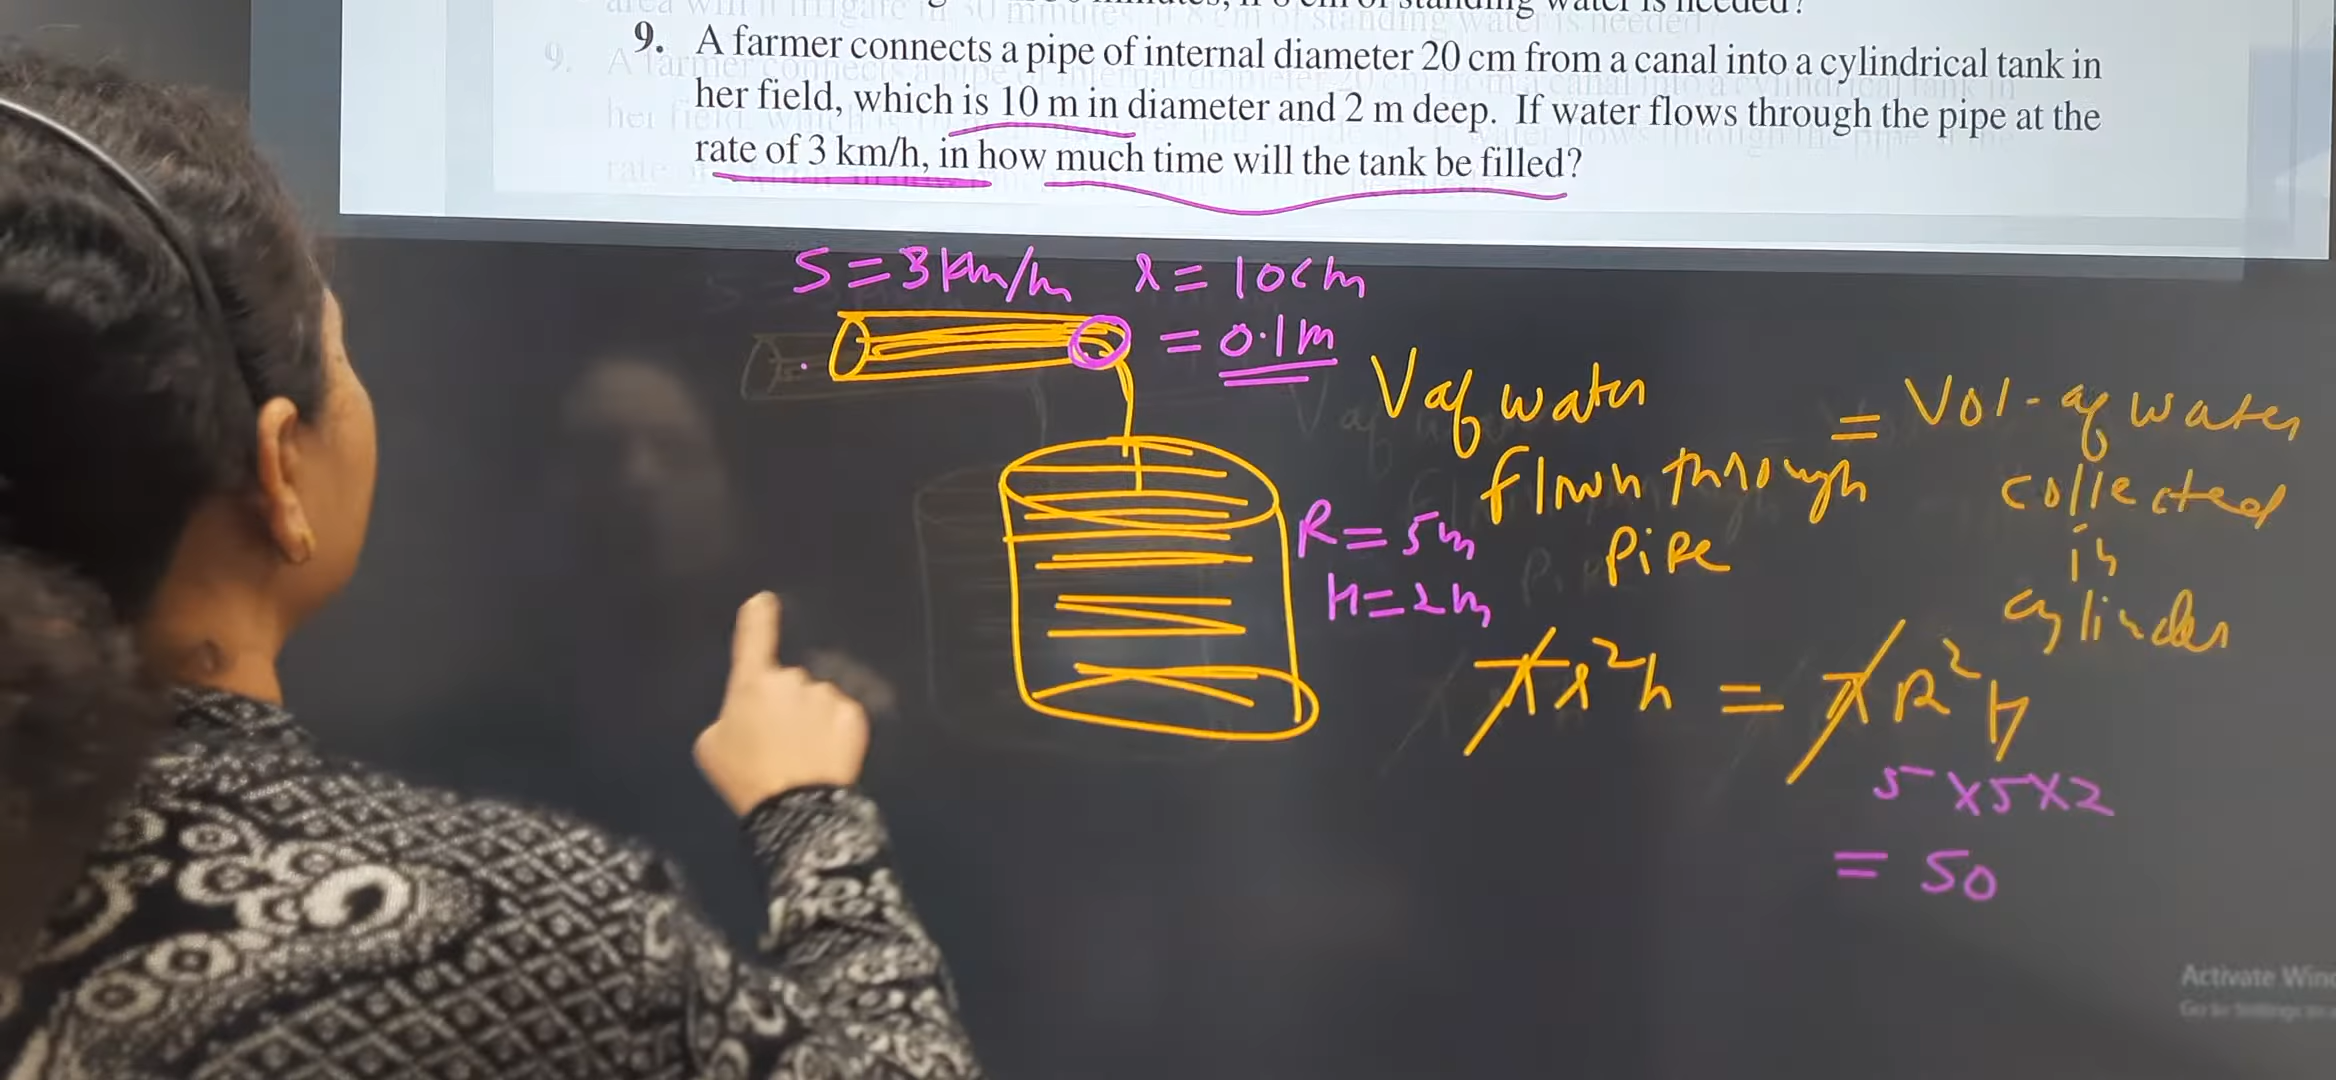 9. A farmer connects a pipe of internal diameter 20 cm from a canal into a cylindrical tank in
her field, which is 10 m in diameter and 2 m deep. If water flows through the pipe at the
rate of 3 km/h, in how much time will the tank be filled?
S = 3 km/h r = 10 cm
= 0.1 m
V of water
flown through
pipe
= Vol. of water
collected
in
cylinder
R = 5m
H = 2m
πr²h = πR²H
5 × 5 × 2
= 50
Activate Wind